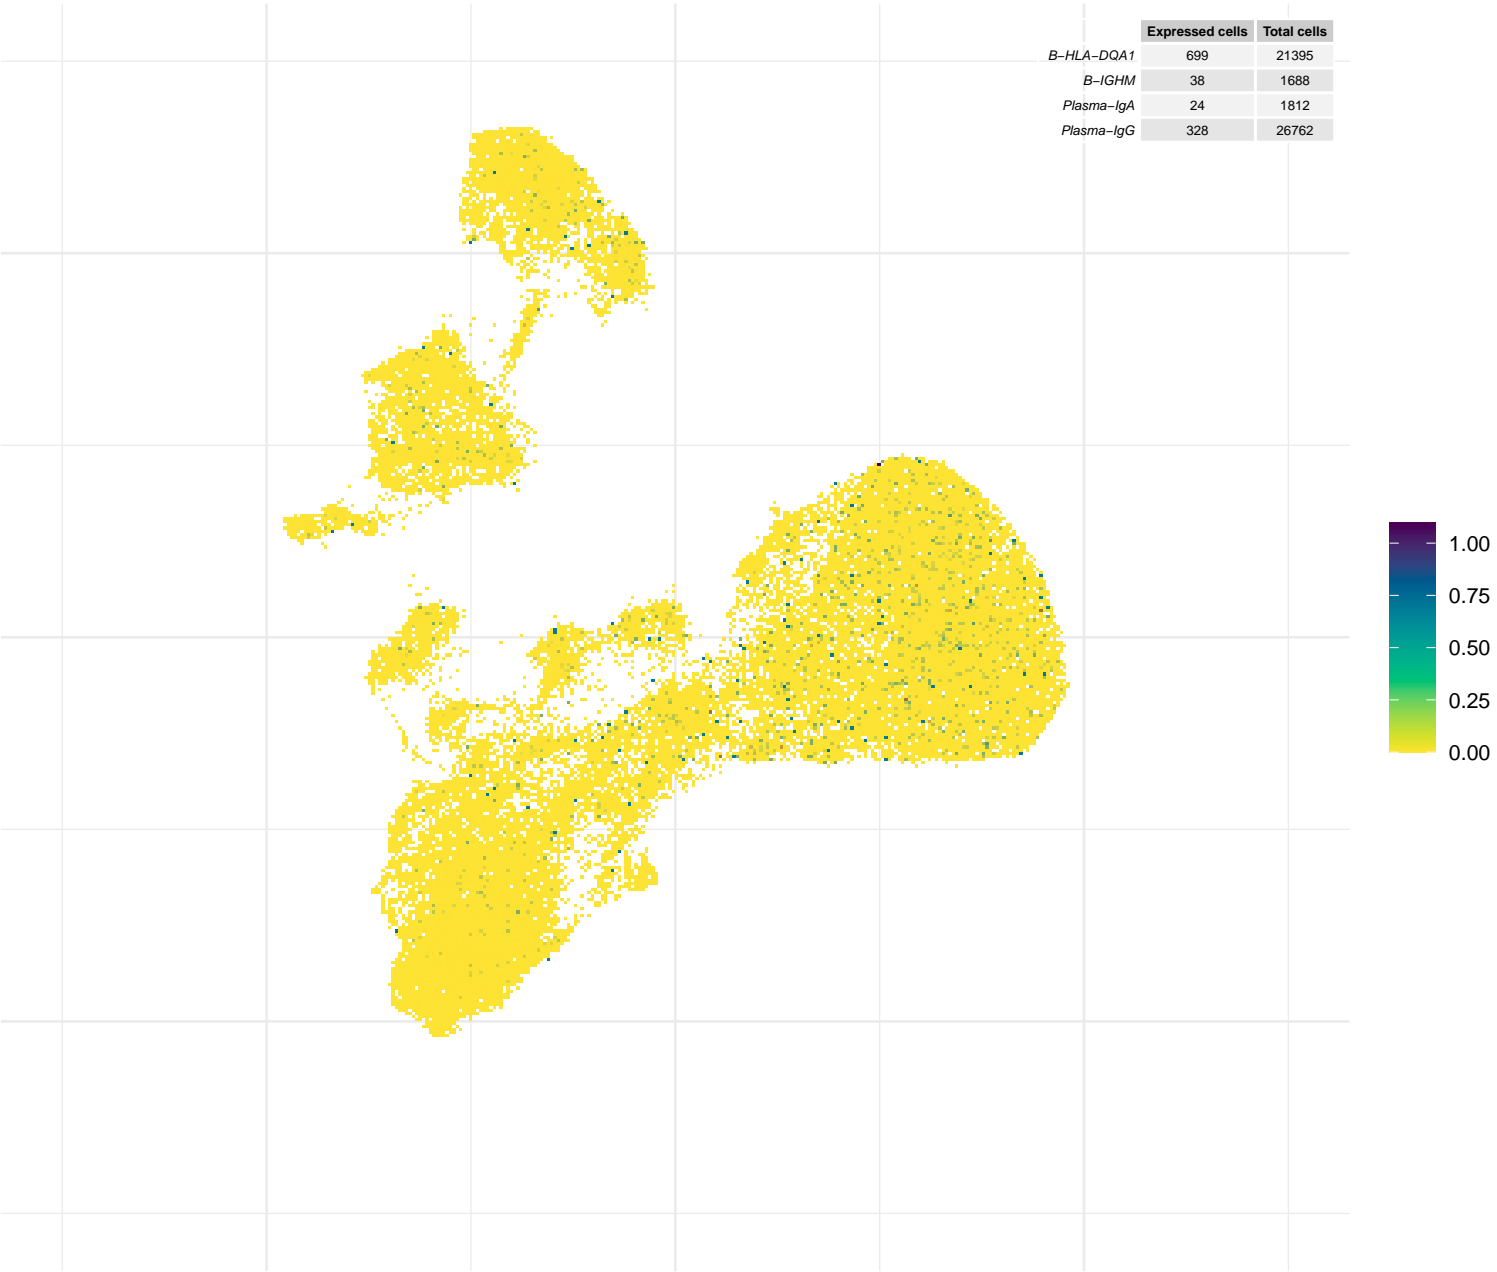 Expressed cells Total cells
B−HLA−DQA1 699 21395
B−IGHM 38 1688
Plasma−IgA 24 1812
Plasma−IgG 328 26762
1.00
0.75
0.50
0.25
0.00